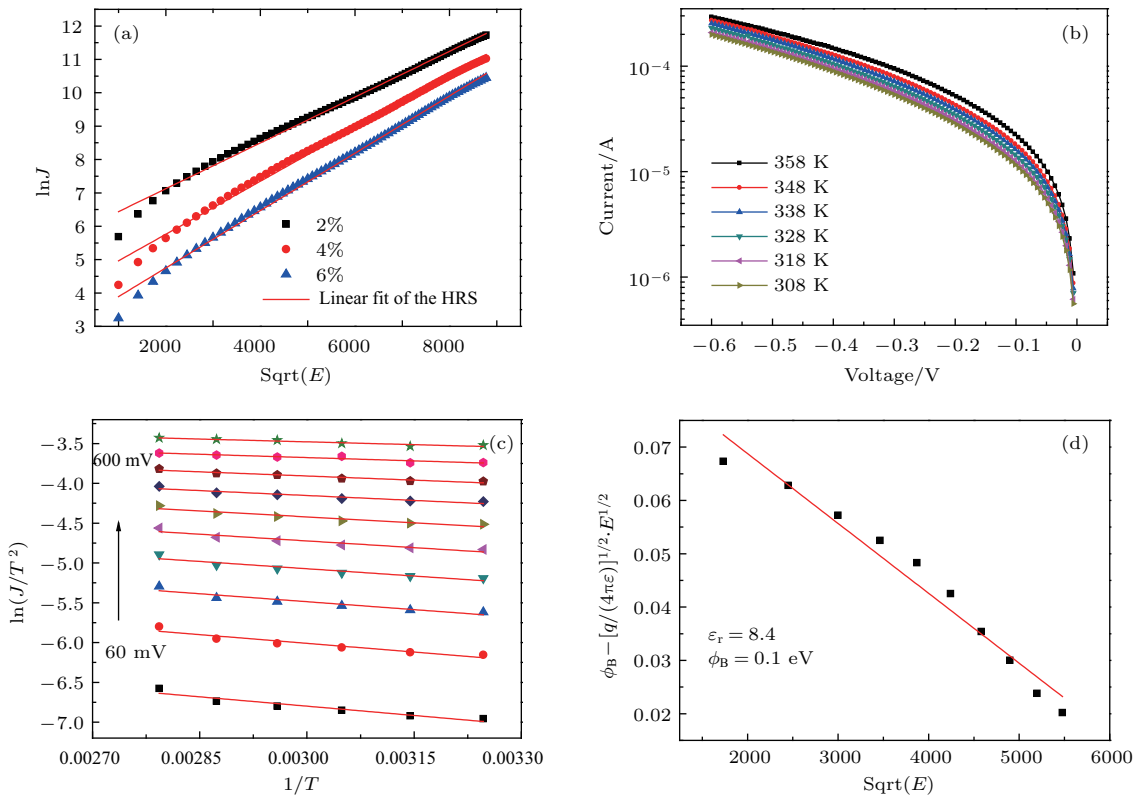 (a)
12
11
10
9
8
7
6
5
4
3
lnJ
2%
4%
6%
Linear fit of the HRS
2000 4000 6000 8000
Sqrt(E)
(b)
10⁻⁴
10⁻⁵
10⁻⁶
Current/A
358 K
348 K
338 K
328 K
318 K
308 K
−0.6 −0.5 −0.4 −0.3 −0.2 −0.1 0
Voltage/V
(c)
−3.5
−4.0
−4.5
−5.0
−5.5
−6.0
−6.5
−7.0
ln(J/T²)
600 mV
60 mV
0.00270 0.00285 0.00300 0.00315 0.00330
1/T
(d)
0.07
0.06
0.05
0.04
0.03
0.02
ϕB−[q/(4πε)]^1/2·E^1/2
εr = 8.4
ϕB = 0.1 eV
2000 3000 4000 5000 6000
Sqrt(E)